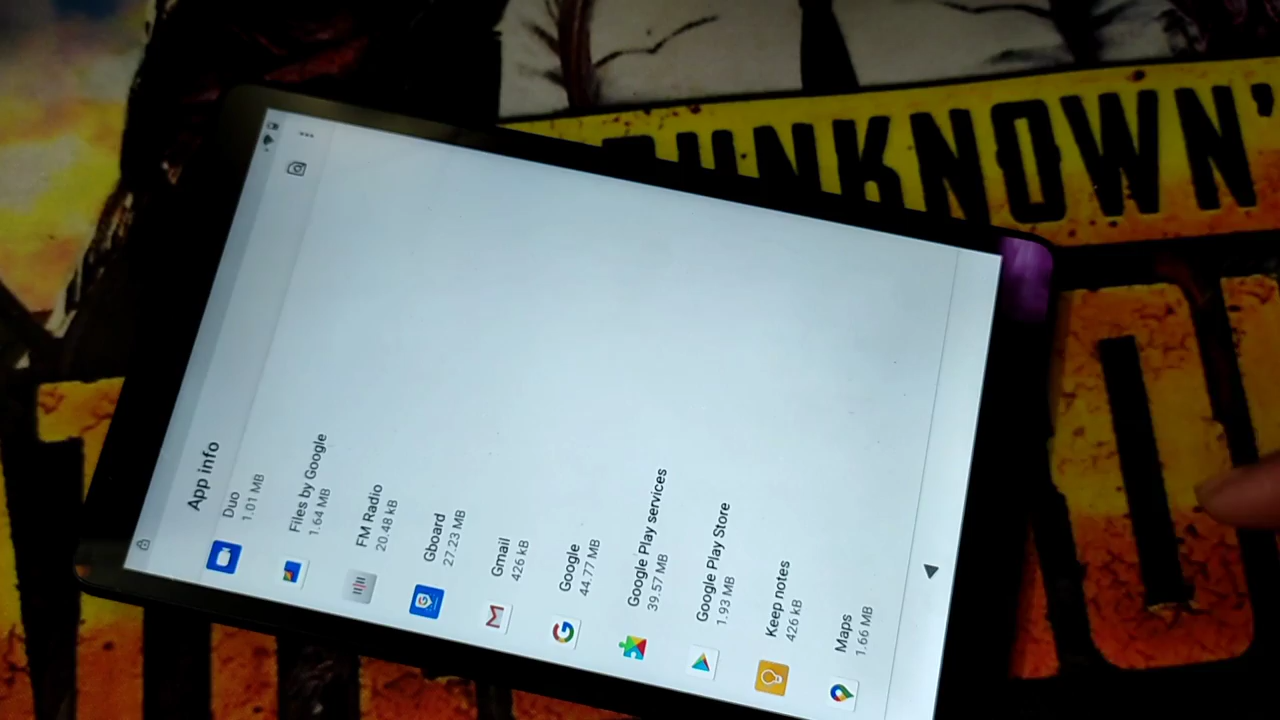 UNKNOWN'
App info
Duo
1.01 MB
Files by Google
1.64 MB
FM Radio
20.48 kB
Gboard
27.23 MB
Gmail
426 kB
Google
44.77 MB
Google Play services
39.57 MB
Google Play Store
1.93 MB
Keep notes
426 kB
Maps
1.66 MB